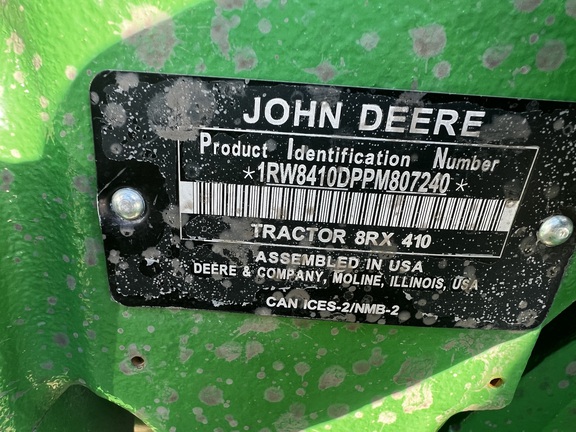 JOHN DEERE
Product Identification Number
*1RW8410DPPM807240*
TRACTOR 8RX 410
ASSEMBLED IN USA
DEERE & COMPANY, MOLINE, ILLINOIS, USA
CAN ICES-2/NMB-2